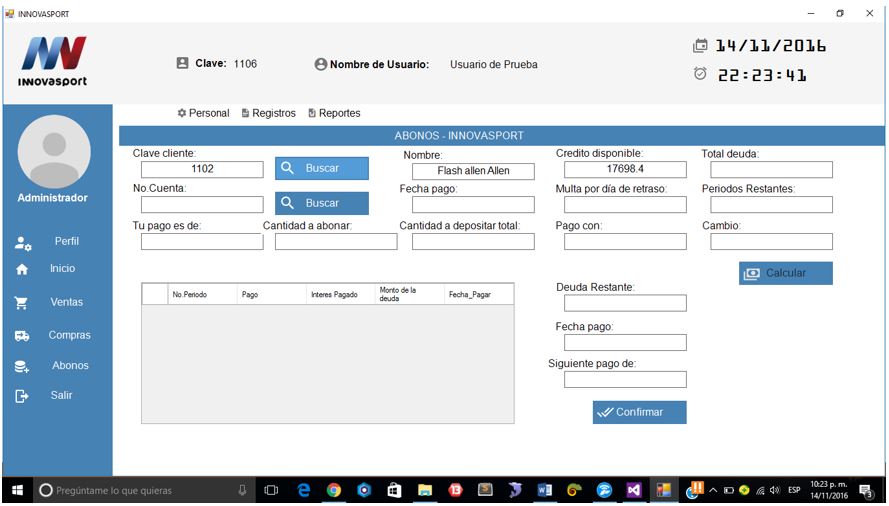 INNOVASPORT
INNOVASPORT
Clave: 1106
Nombre de Usuario: Usuario de Prueba
14/11/2016
22:23:41
Personal Registros Reportes
ABONOS - INNOVASPORT
Administrador
Perfil
Inicio
Ventas
Compras
Abonos
Salir
Clave cliente: Nombre: Credito disponible: Total deuda:
1102 Buscar Flash allen Allen 17698.4
No.Cuenta: Fecha pago: Multa por día de retraso: Periodos Restantes:
Buscar
Tu pago es de: Cantidad a abonar: Cantidad a depositar total: Pago con: Cambio:
Calcular
No.Periodo Pago Interes Pagado Monto de la deuda Fecha_Pagar
Deuda Restante:
Fecha pago:
Siguiente pago de:
Confirmar
Pregúntame lo que quieras
ESP
10:23 p. m.
14/11/2016
3